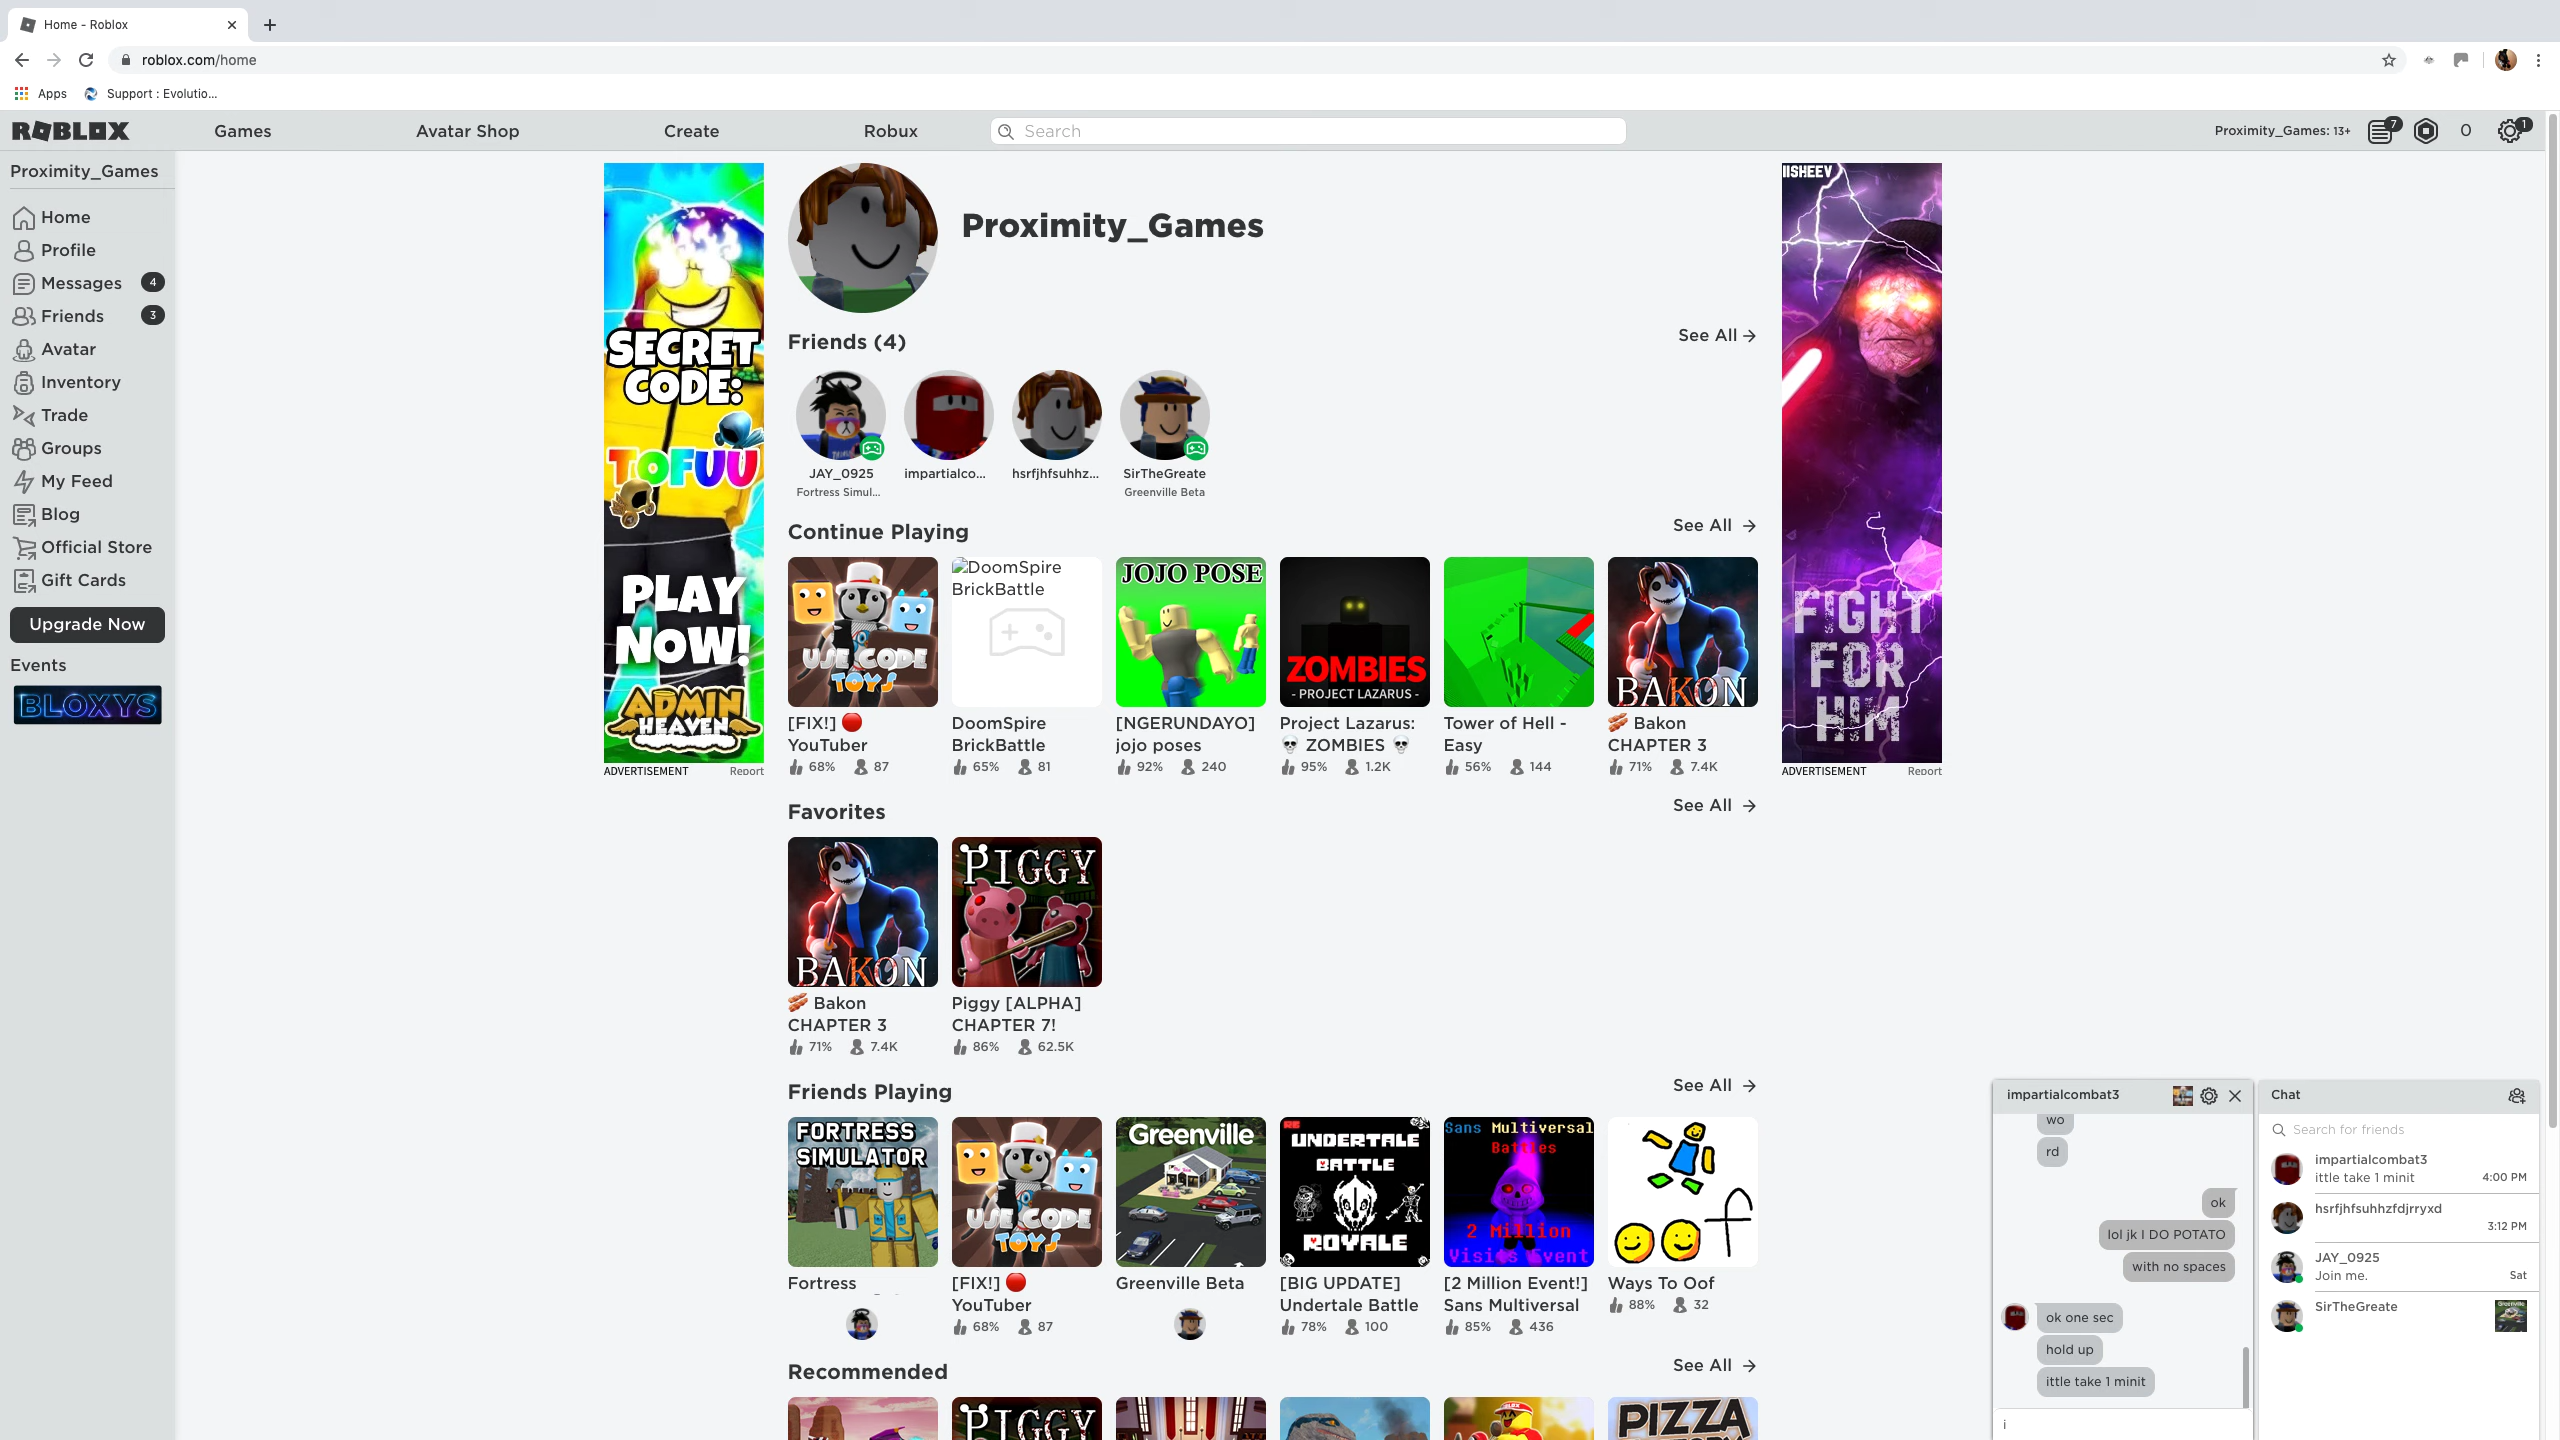 Home - Roblox
roblox.com/home
Apps
Support : Evolutio...
ROBLOX
Games
Avatar Shop
Create
Robux
Search
Proximity_Games: 13+
7
0
1
Proximity_Games
Home
Profile
Messages
4
Friends
3
Avatar
Inventory
Trade
Groups
My Feed
Blog
Official Store
Gift Cards
Upgrade Now
Events
BLOXYS
SECRET
CODE:
TOFUU
PLAY
NOW!
ADMIN
HEAVEN
ADVERTISEMENT
Report
Proximity_Games
Friends (4)
See All
JAY_0925
Fortress Simul...
impartialco...
hsrfjhfsuhhz...
SirTheGreate
Greenville Beta
Continue Playing
See All
USE CODE
TOYS
[FIX!] 🔴
YouTuber
68% 87
DoomSpire
BrickBattle
DoomSpire
BrickBattle
65% 81
JOJO POSE
[NGERUNDAYO]
jojo poses
92% 240
ZOMBIES
- PROJECT LAZARUS -
Project Lazarus:
💀 ZOMBIES 💀
95% 1.2K
Tower of Hell -
Easy
56% 144
BAKON
🥓 Bakon
CHAPTER 3
71% 7.4K
IISHEEV
FIGHT
FOR
HIM
ADVERTISEMENT
Report
Favorites
See All
BAKON
🥓 Bakon
CHAPTER 3
71% 7.4K
PIGGY
Piggy [ALPHA]
CHAPTER 7!
86% 62.5K
Friends Playing
See All
FORTRESS
SIMULATOR
Fortress
USE CODE
TOYS
[FIX!] 🔴
YouTuber
68% 87
Greenville
Greenville Beta
UNDERTALE
BATTLE
ROYALE
[BIG UPDATE]
Undertale Battle
78% 100
Sans Multiversal
Battles
2 Million
Visits Event
[2 Million Event!]
Sans Multiversal
85% 436
oof
Ways To Oof
88% 32
Recommended
See All
PIGGY
ROBLOX
PIZZA
impartialcombat3
wo
rd
ok
lol jk I DO POTATO
with no spaces
ok one sec
hold up
ittle take 1 minit
i
Chat
Search for friends
impartialcombat3
ittle take 1 minit
4:00 PM
hsrfjhfsuhhzfdjrryxd
3:12 PM
JAY_0925
Join me.
Sat
SirTheGreate
Greenville